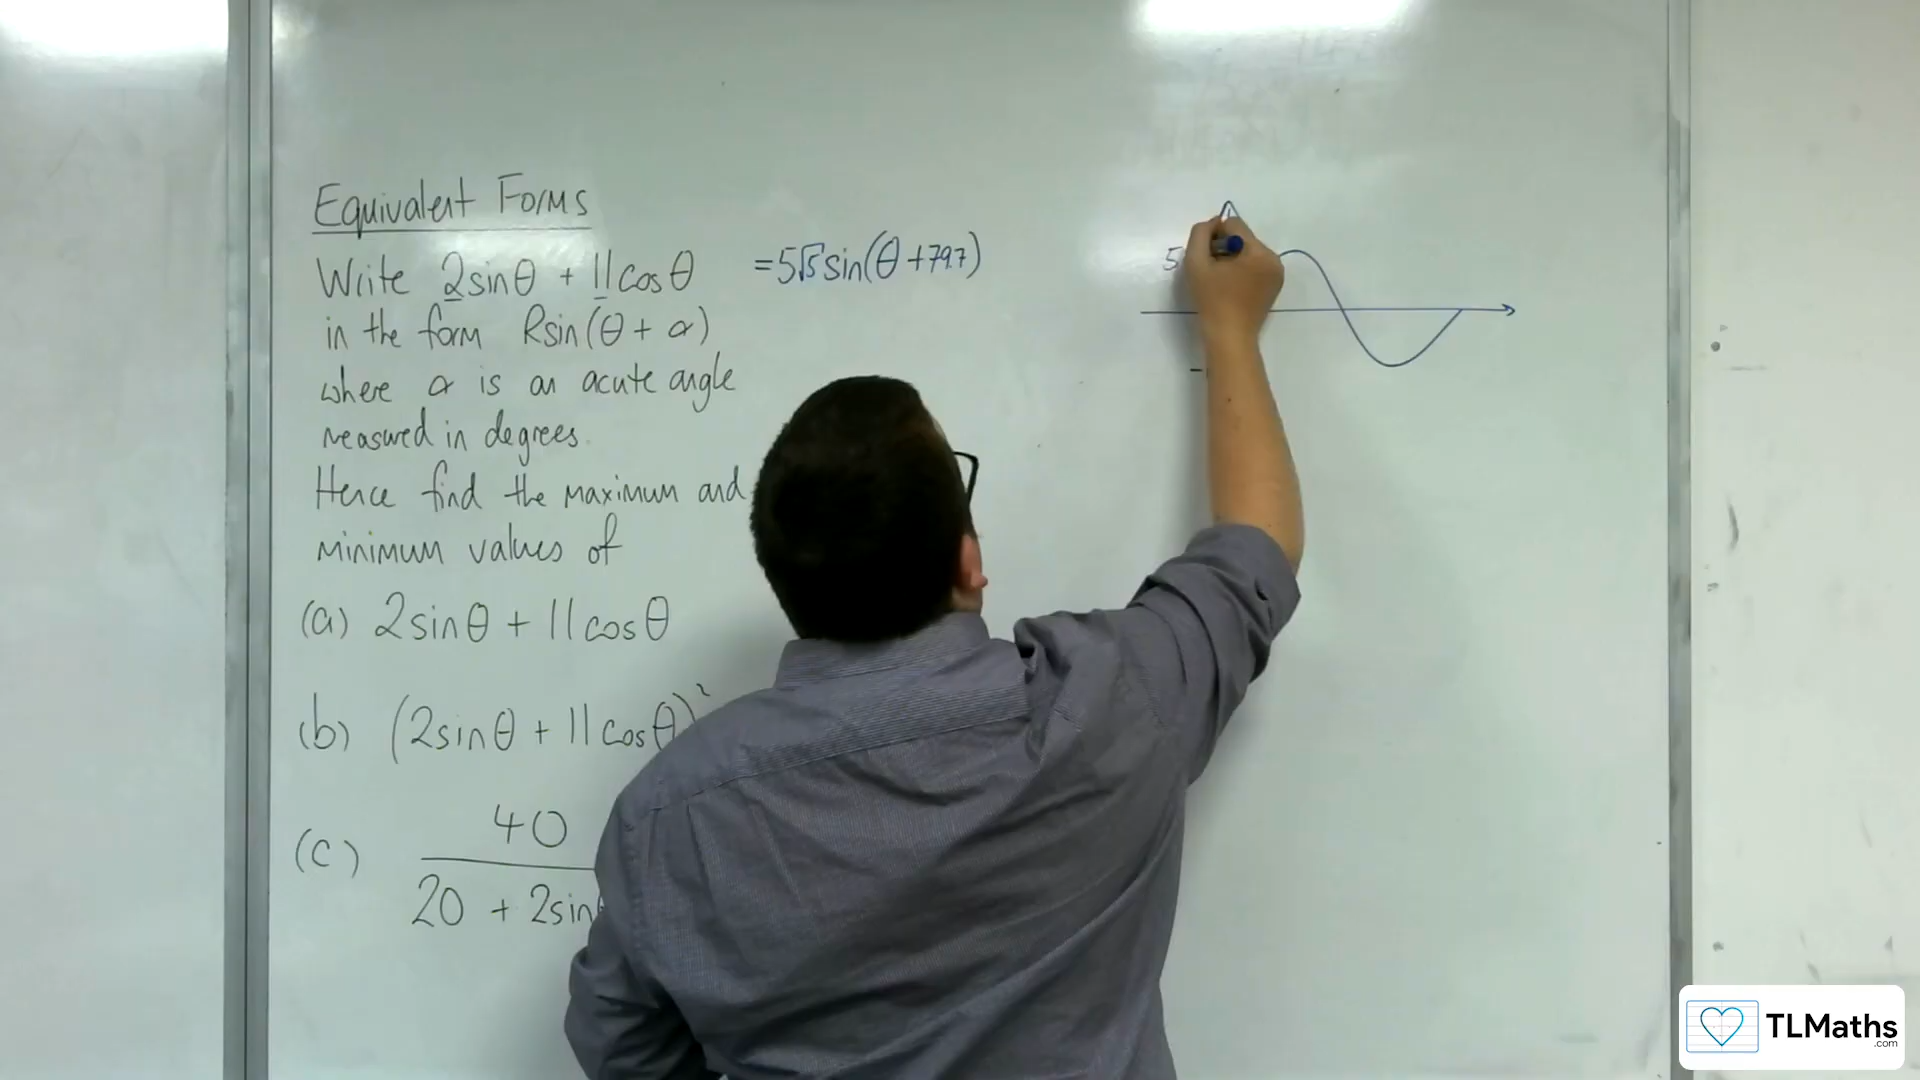 Equivalent Forms
Write 2sinθ + 11cosθ = 5√5 sin(θ + 79.7)
in the form Rsin(θ + α)
where α is an acute angle
measured in degrees.
Hence find the maximum and
minimum values of
(a) 2sinθ + 11cosθ
(b) (2sinθ + 11cosθ)²
(c) 40
20 + 2sin
5
TLMaths
.com